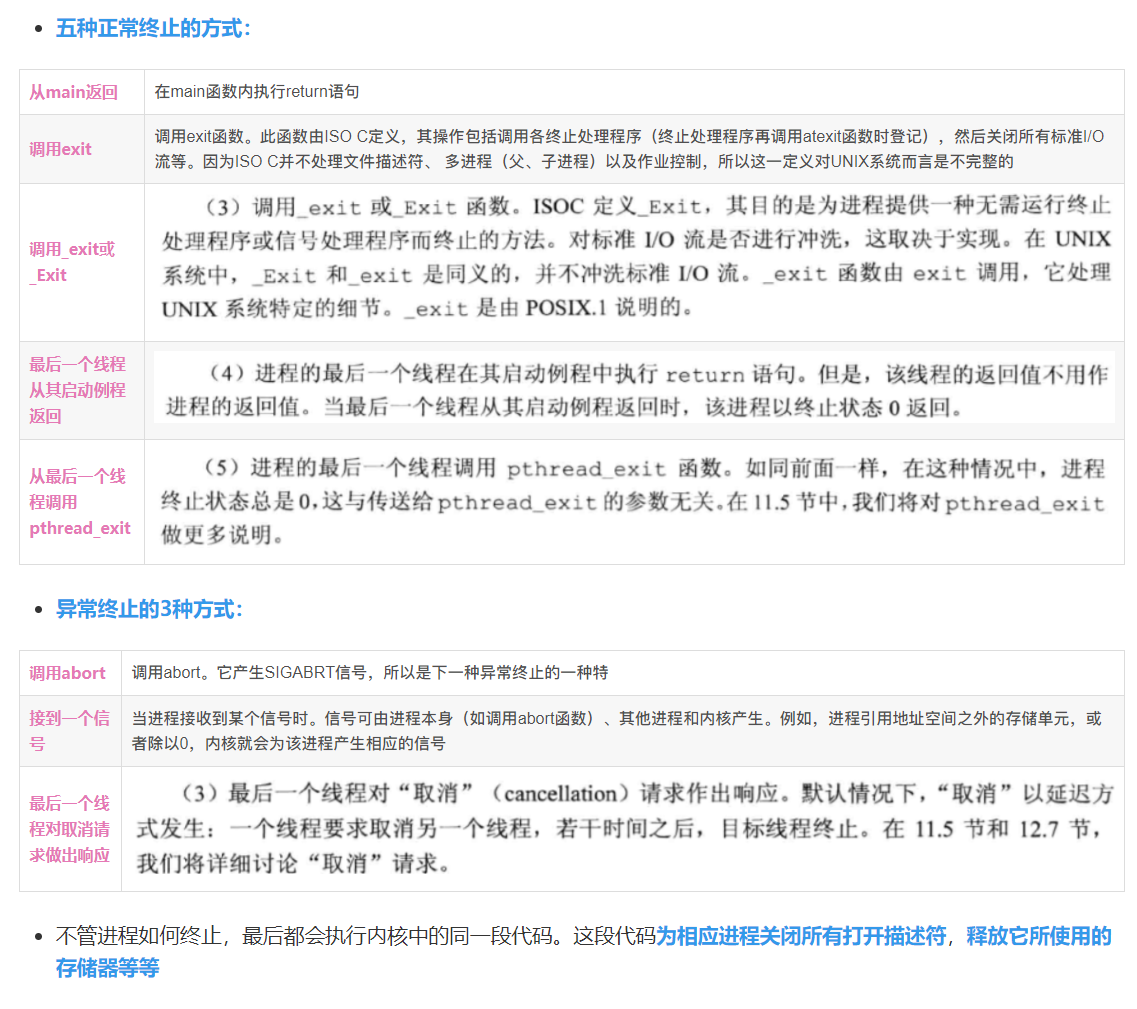 五种正常终止的方式：
从main返回
在main函数内执行return语句
调用exit
调用exit函数。此函数由ISO C定义，其操作包括调用各终止处理程序（终止处理程序再调用atexit函数时登记），然后关闭所有标准I/O
流等。因为ISO C并不处理文件描述符、 多进程（父、子进程）以及作业控制，所以这一定义对UNIX系统而言是不完整的
调用_exit或
_Exit
（3）调用_exit 或_Exit 函数。ISOC 定义_Exit，其目的是为进程提供一种无需运行终止
处理程序或信号处理程序而终止的方法。对标准 I/O 流是否进行冲洗，这取决于实现。在 UNIX
系统中，_Exit 和_exit 是同义的，并不冲洗标准 I/O 流。_exit 函数由 exit 调用，它处理
UNIX 系统特定的细节。_exit 是由 POSIX.1 说明的。
最后一个线程
从其启动例程
返回
（4）进程的最后一个线程在其启动例程中执行 return 语句。但是，该线程的返回值不用作
进程的返回值。当最后一个线程从其启动例程返回时，该进程以终止状态 0 返回。
从最后一个线
程调用
pthread_exit
（5）进程的最后一个线程调用 pthread_exit 函数。如同前面一样，在这种情况中，进程
终止状态总是 0，这与传送给 pthread_exit 的参数无关。在 11.5 节中，我们将对 pthread_exit
做更多说明。
异常终止的3种方式：
调用abort
调用abort。它产生SIGABRT信号，所以是下一种异常终止的一种特
接到一个信
号
当进程接收到某个信号时。信号可由进程本身（如调用abort函数）、其他进程和内核产生。例如，进程引用地址空间之外的存储单元，或
者除以0，内核就会为该进程产生相应的信号
最后一个线
程对取消请
求做出响应
（3）最后一个线程对“取消”（cancellation）请求作出响应。默认情况下，“取消”以延迟方
式发生：一个线程要求取消另一个线程，若干时间之后，目标线程终止。在 11.5 节和 12.7 节，
我们将详细讨论“取消”请求。
不管进程如何终止，最后都会执行内核中的同一段代码。这段代码为相应进程关闭所有打开描述符，释放它所使用的
存储器等等